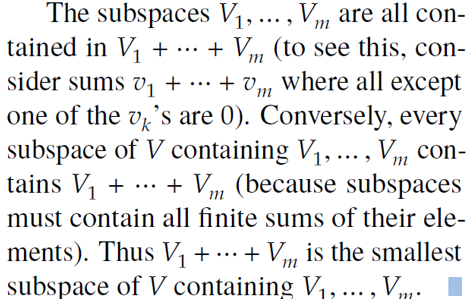 The subspaces V₁, … , Vₘ are all con-
tained in V₁ + ⋯ + Vₘ (to see this, con-
sider sums v₁ + ⋯ + vₘ where all except
one of the vₖ’s are 0). Conversely, every
subspace of V containing V₁, … , Vₘ con-
tains V₁ + ⋯ + Vₘ (because subspaces
must contain all finite sums of their ele-
ments). Thus V₁ + ⋯ + Vₘ is the smallest
subspace of V containing V₁, … , Vₘ.